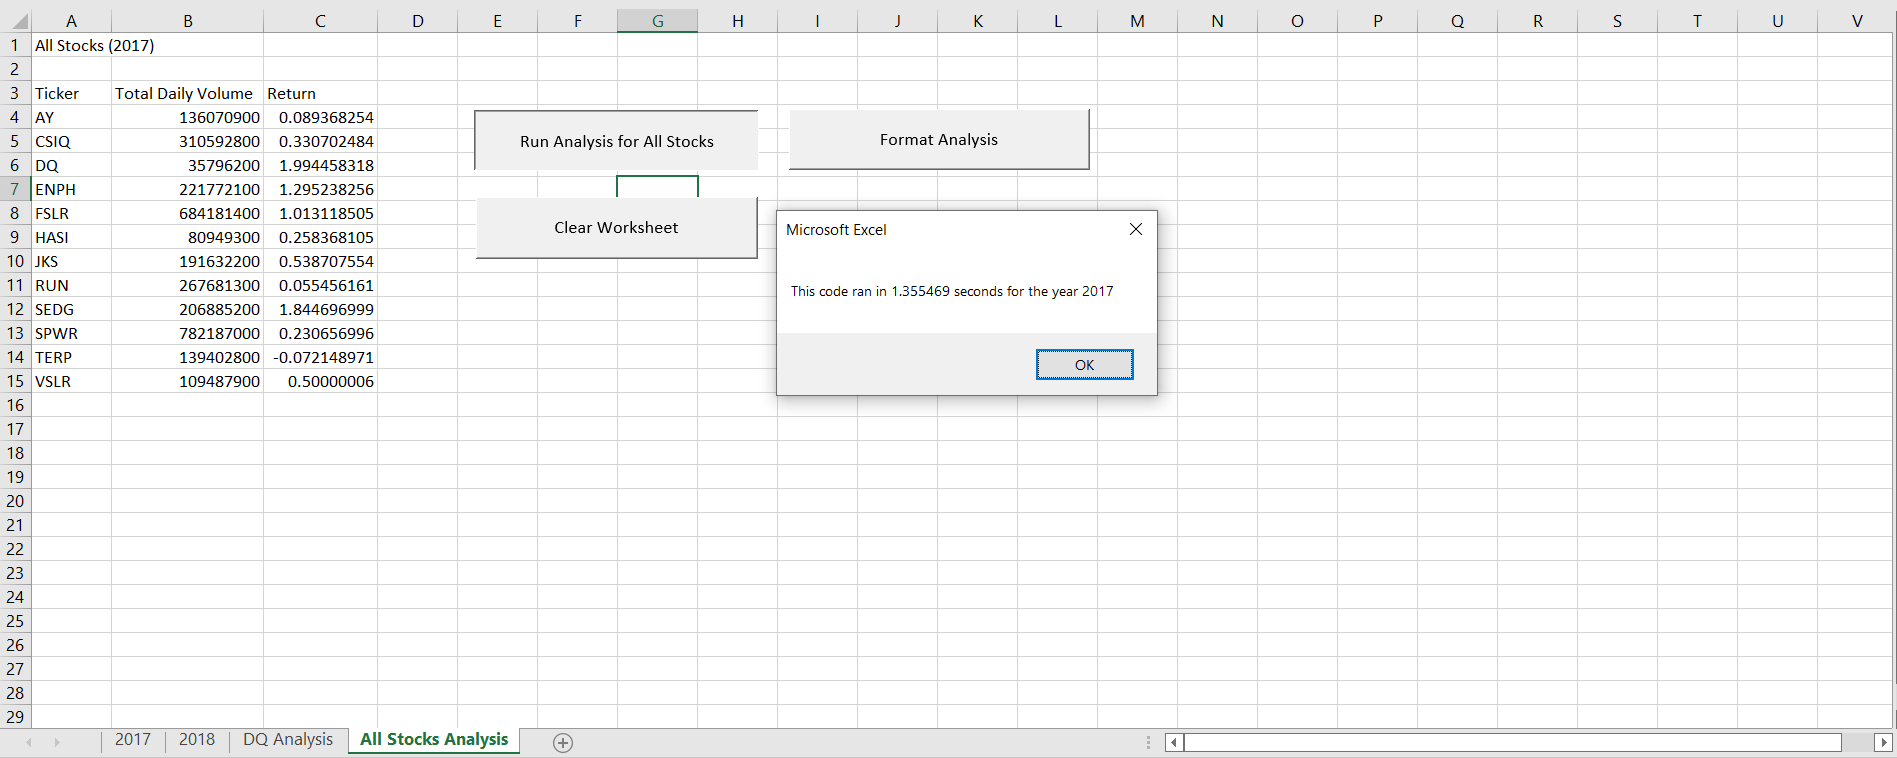 A B C D E F G H I J K L M N O P Q R S T U V
1 All Stocks (2017)
2
3 Ticker Total Daily Volume Return
4 AY 136070900 0.089368254
5 CSIQ 310592800 0.330702484
6 DQ 35796200 1.994458318
7 ENPH 221772100 1.295238256
8 FSLR 684181400 1.013118505
9 HASI 80949300 0.258368105
10 JKS 191632200 0.538707554
11 RUN 267681300 0.055456161
12 SEDG 206885200 1.844696999
13 SPWR 782187000 0.230656996
14 TERP 139402800 -0.072148971
15 VSLR 109487900 0.50000006
16
17
18
19
20
21
22
23
24
25
26
27
28
29
Run Analysis for All Stocks
Format Analysis
Clear Worksheet
Microsoft Excel
This code ran in 1.355469 seconds for the year 2017
OK
2017 2018 DQ Analysis All Stocks Analysis